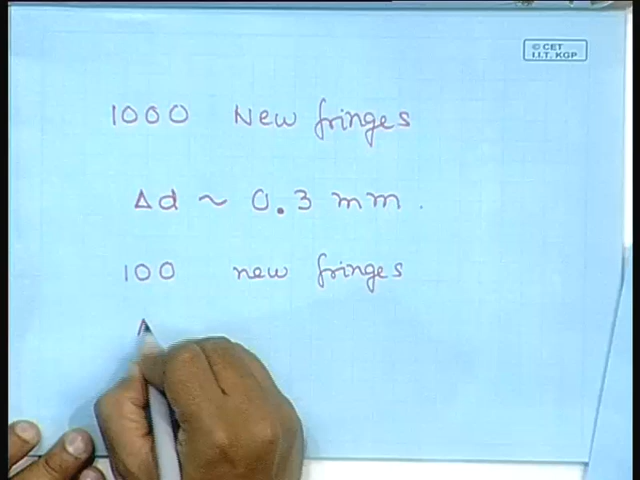 © CET
I.I.T. KGP
1000 New fringes
Δd ~ 0.3 mm.
100 new fringes